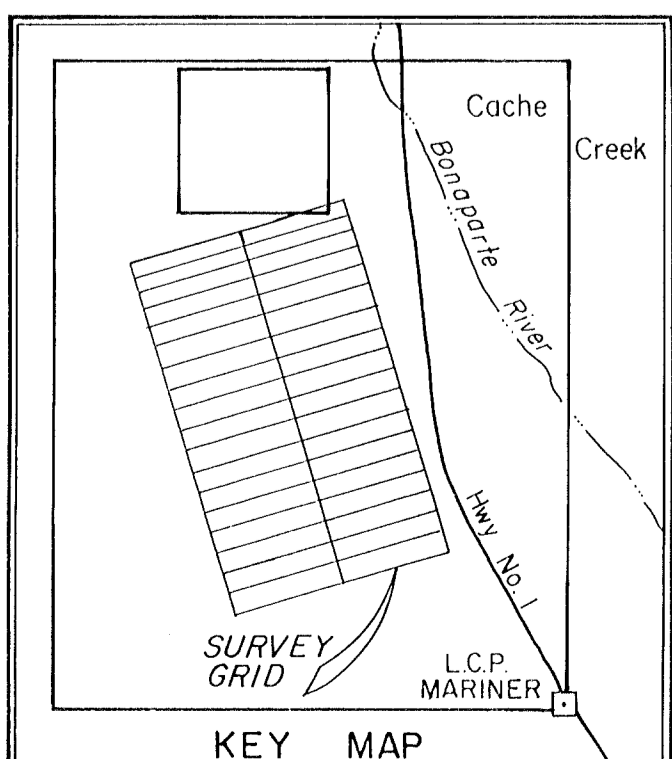 Cache
Creek
Bonaparte River
Hwy No. 1
SURVEY
GRID
L.C.P.
MARINER
KEY MAP